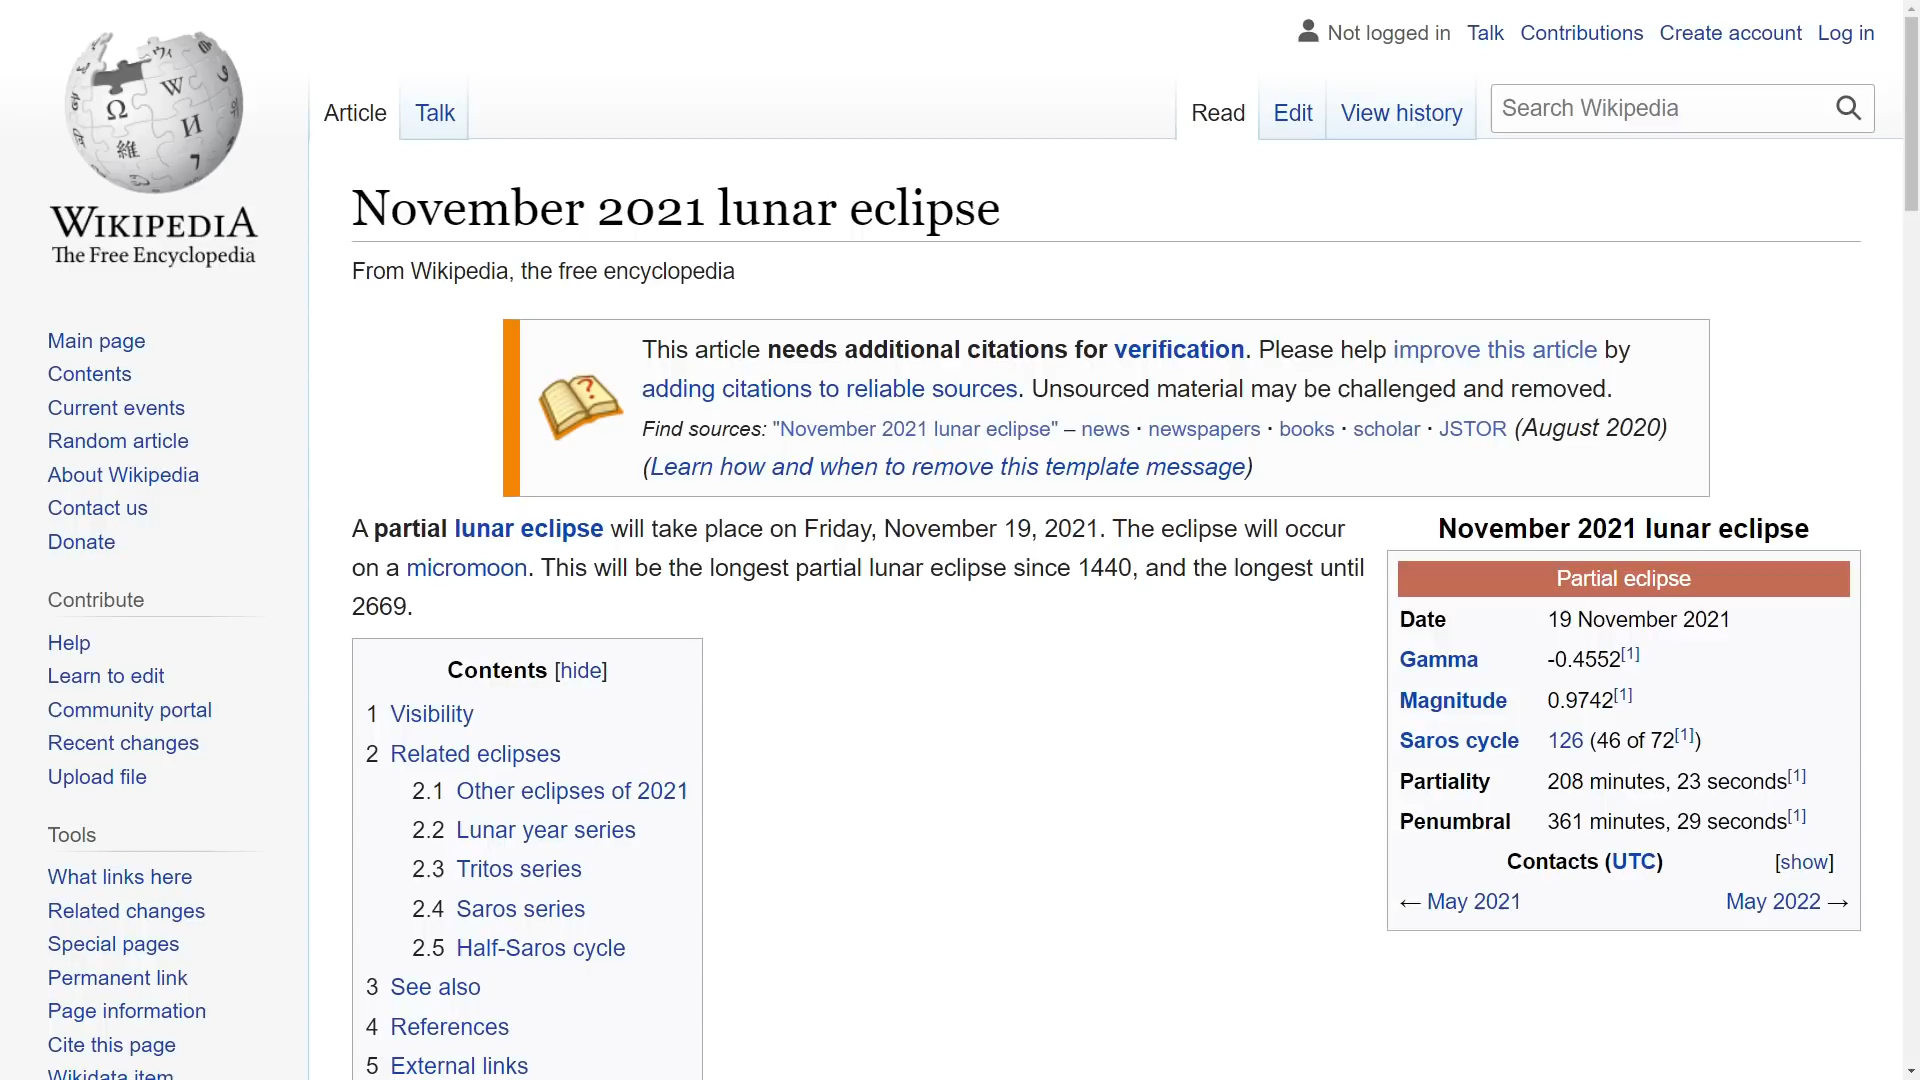 Not logged in Talk Contributions Create account Log in
Article Talk Read Edit View history Search Wikipedia
WIKIPEDIA
The Free Encyclopedia
Main page
Contents
Current events
Random article
About Wikipedia
Contact us
Donate
Contribute
Help
Learn to edit
Community portal
Recent changes
Upload file
Tools
What links here
Related changes
Special pages
Permanent link
Page information
Cite this page
Wikidata item
November 2021 lunar eclipse
From Wikipedia, the free encyclopedia
This article needs additional citations for verification. Please help improve this article by
adding citations to reliable sources. Unsourced material may be challenged and removed.
Find sources: "November 2021 lunar eclipse" – news · newspapers · books · scholar · JSTOR (August 2020)
(Learn how and when to remove this template message)
A partial lunar eclipse will take place on Friday, November 19, 2021. The eclipse will occur
on a micromoon. This will be the longest partial lunar eclipse since 1440, and the longest until
2669.
Contents [hide]
1 Visibility
2 Related eclipses
2.1 Other eclipses of 2021
2.2 Lunar year series
2.3 Tritos series
2.4 Saros series
2.5 Half-Saros cycle
3 See also
4 References
5 External links
November 2021 lunar eclipse
Partial eclipse
Date 19 November 2021
Gamma -0.4552[1]
Magnitude 0.9742[1]
Saros cycle 126 (46 of 72[1])
Partiality 208 minutes, 23 seconds[1]
Penumbral 361 minutes, 29 seconds[1]
Contacts (UTC) [show]
← May 2021 May 2022 →